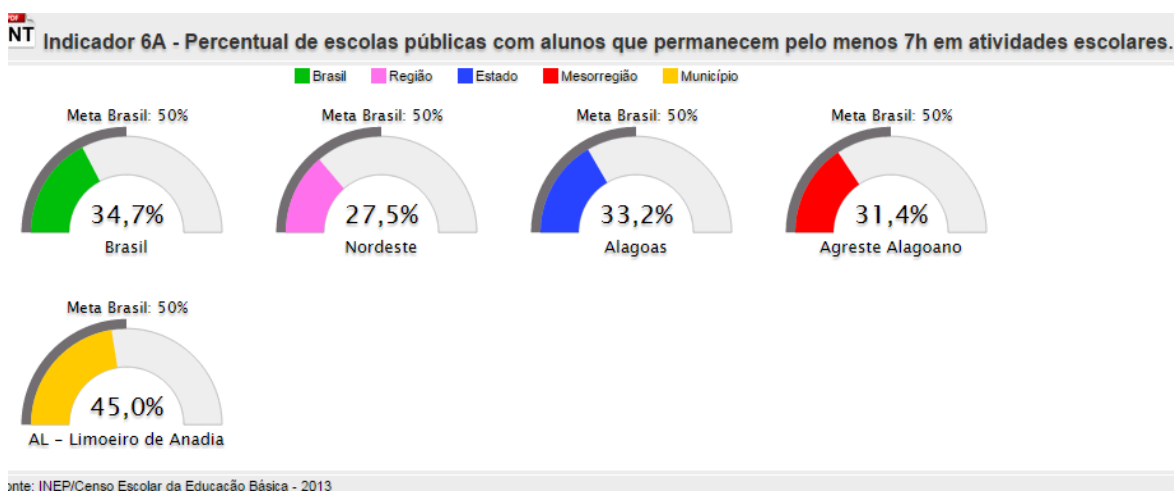 PDF
NT
Indicador 6A - Percentual de escolas públicas com alunos que permanecem pelo menos 7h em atividades escolares.
Brasil Região Estado Mesorregião Município
Meta Brasil: 50% Meta Brasil: 50% Meta Brasil: 50% Meta Brasil: 50%
34,7% 27,5% 33,2% 31,4%
Brasil Nordeste Alagoas Agreste Alagoano
Meta Brasil: 50%
45,0%
AL - Limoeiro de Anadia
onte: INEP/Censo Escolar da Educação Básica - 2013